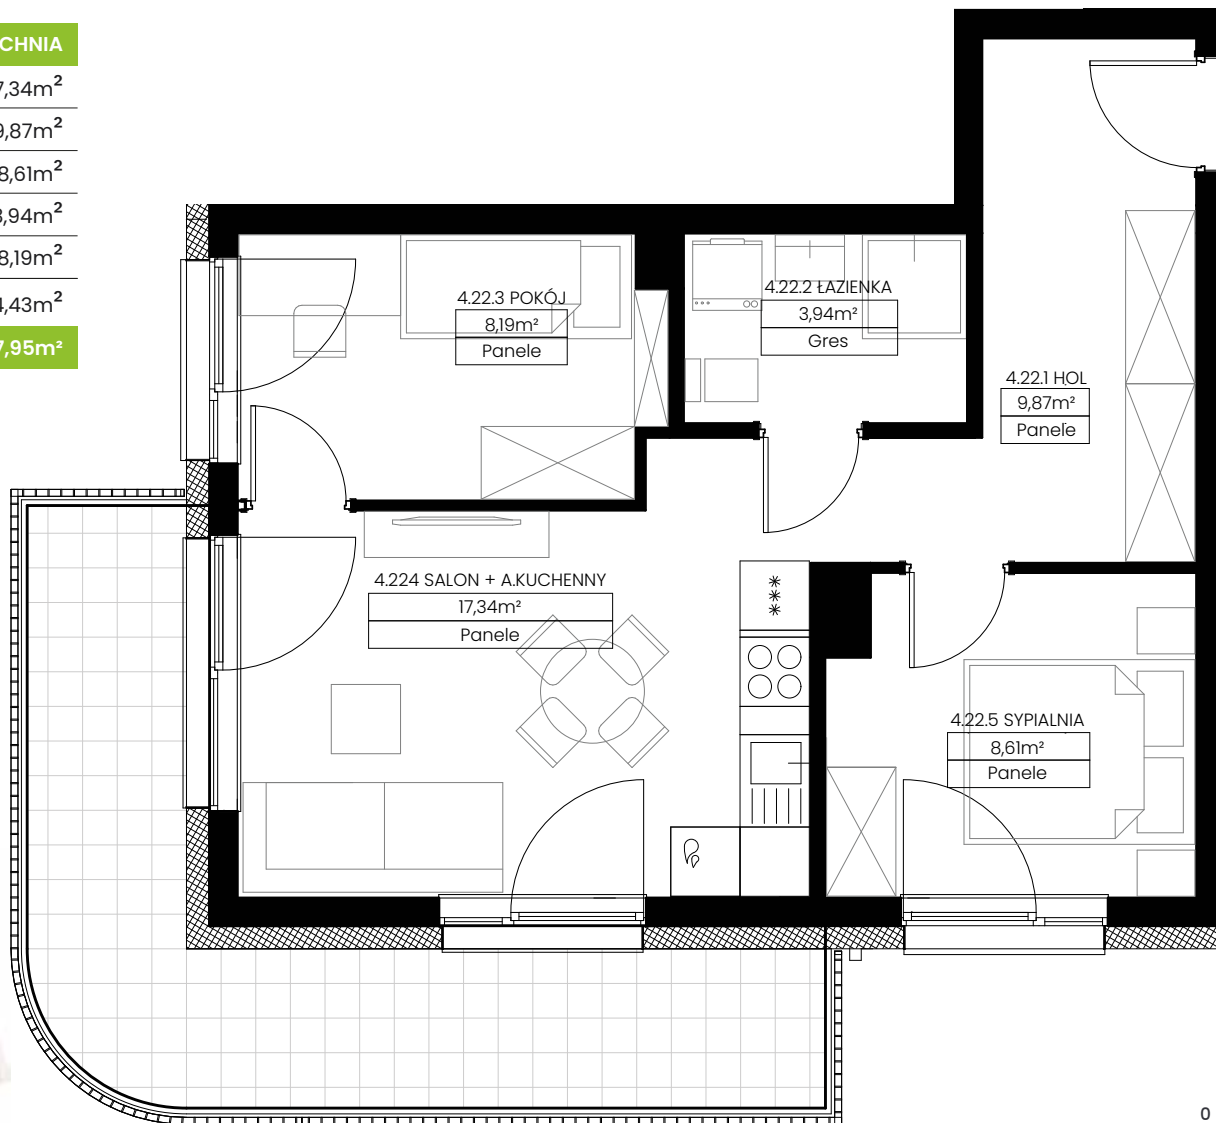 CHNIA
7,34m²
9,87m²
8,61m²
3,94m²
8,19m²
4,43m²
7,95m²
4.22.3 POKÓJ
8,19m²
Panele
4.22.2 ŁAZIENKA
3,94m²
Gres
4.22.1 HOL
9,87m²
Panele
4.224 SALON + A.KUCHENNY
17,34m²
Panele
4.22.5 SYPIALNIA
8,61m²
Panele
0